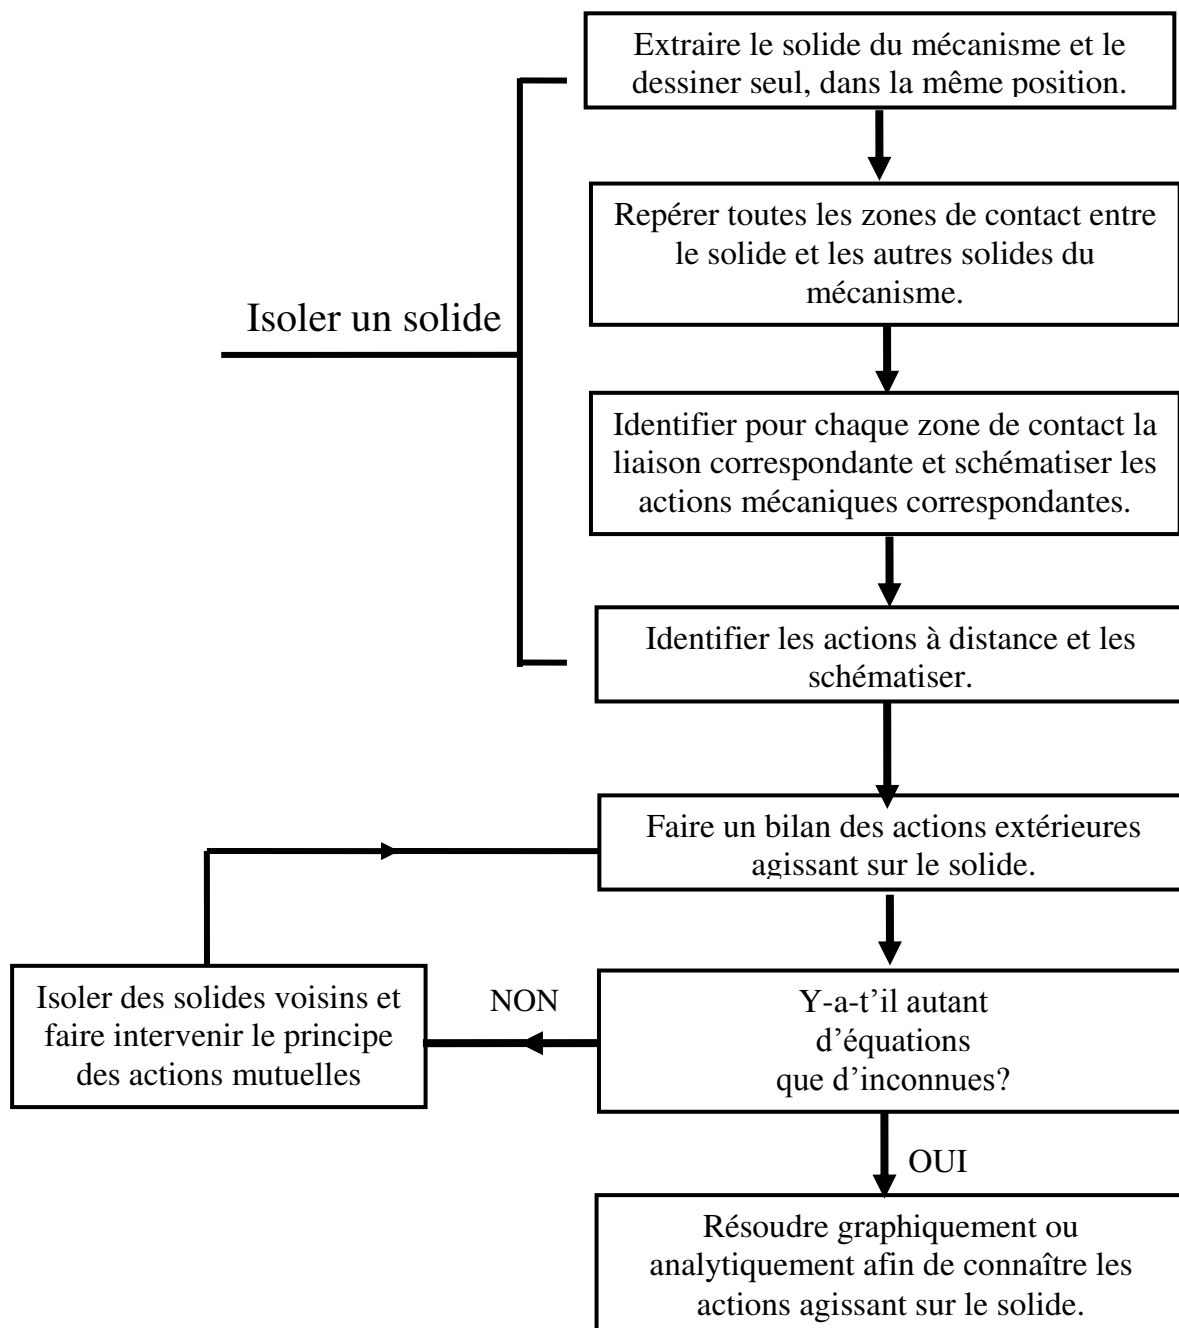 Extraire le solide du mécanisme et le
dessiner seul, dans la même position.
Repérer toutes les zones de contact entre
le solide et les autres solides du
mécanisme.
Isoler un solide
Identifier pour chaque zone de contact la
liaison correspondante et schématiser les
actions mécaniques correspondantes.
Identifier les actions à distance et les
schématiser.
Faire un bilan des actions extérieures
agissant sur le solide.
Isoler des solides voisins et
faire intervenir le principe
des actions mutuelles
NON
Y-a-t’il autant
d’équations
que d’inconnues?
OUI
Résoudre graphiquement ou
analytiquement afin de connaître les
actions agissant sur le solide.